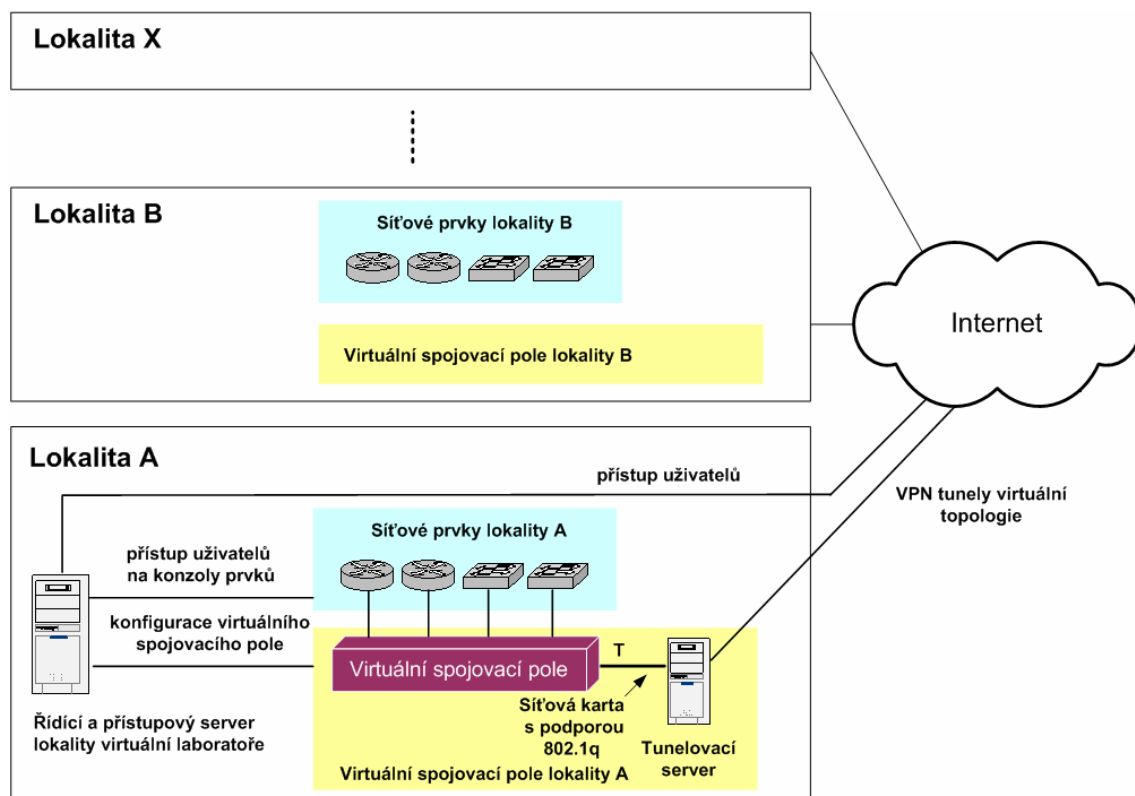 Lokalita X
Lokalita B
Síťové prvky lokality B
Virtuální spojovací pole lokality B
Internet
Lokalita A
přístup uživatelů
VPN tunely virtuální
topologie
Síťové prvky lokality A
přístup uživatelů
na konzoly prvků
konfigurace virtuálního
spojovacího pole
Virtuální spojovací pole
T
Síťová karta
s podporou
802.1q
Řídící a přístupový server
lokality virtuální laboratoře
Tunelovací
server
Virtuální spojovací pole lokality A